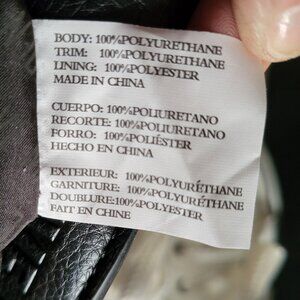 BODY: 100%POLYURETHANE
TRIM: 100%POLYURETHANE
LINING: 100%POLYESTER
MADE IN CHINA
CUERPO: 100%POLIURETANO
RECORTE: 100%POLIURETANO
FORRO: 100%POLIÉSTER
HECHO EN CHINA
EXTERIEUR: 100%POLYURÉTHANE
GARNITURE: 100%POLYURÉTHANE
DOUBLURE:100%POLYESTER
FAIT EN CHINE